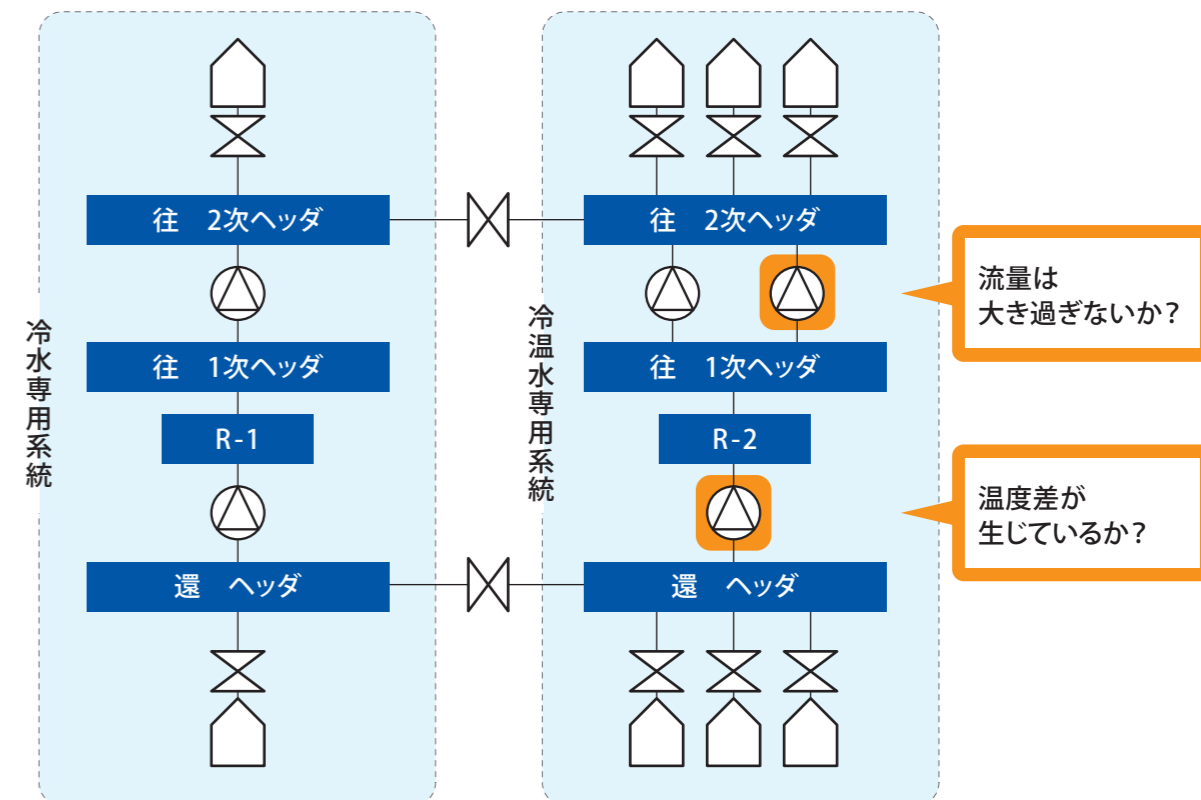 冷水専用系統
往 2次ヘッダ
往 1次ヘッダ
R-1
還 ヘッダ
冷温水専用系統
往 2次ヘッダ
往 1次ヘッダ
R-2
還 ヘッダ
流量は
大き過ぎないか？
温度差が
生じているか？